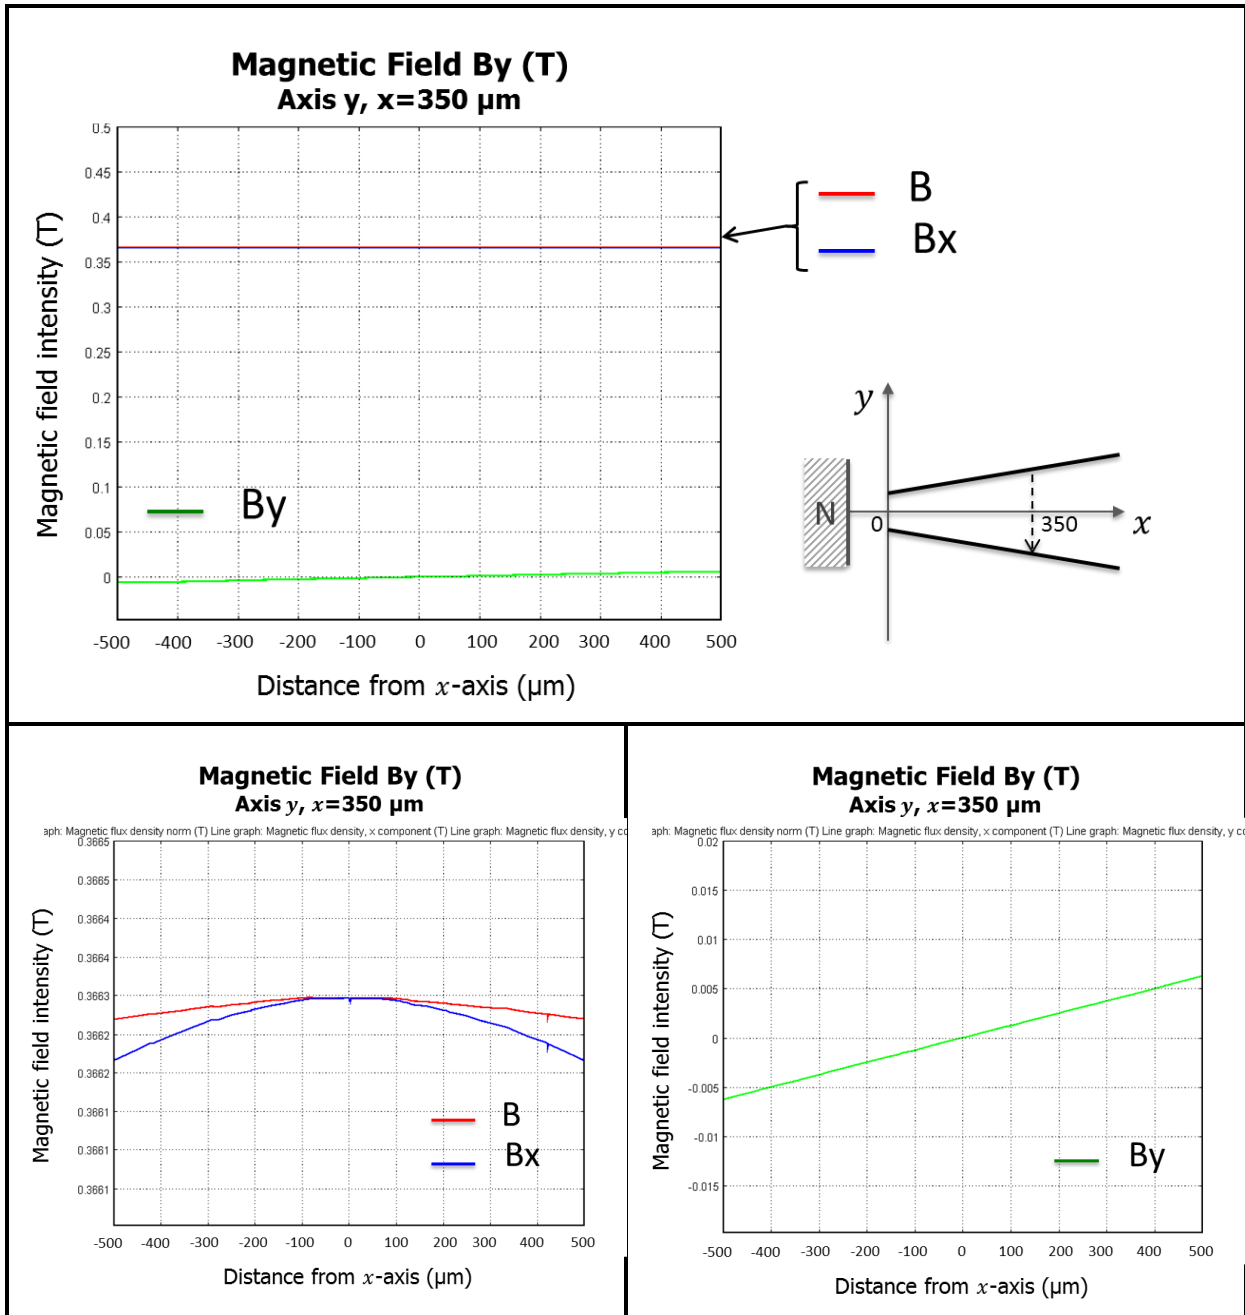 Magnetic Field By (T)
Axis y, x=350 µm
Magnetic field intensity (T)
0.5
0.45
0.4
0.35
0.3
0.25
0.2
0.15
0.1
0.05
0
By
-500 -400 -300 -200 -100 0 100 200 300 400 500
Distance from x-axis (µm)
B
Bx
y
N
0
350
x
Magnetic Field By (T)
Axis y, x=350 µm
aph: Magnetic flux density norm (T) Line graph: Magnetic flux density, x component (T) Line graph: Magnetic flux density, y co
Magnetic field intensity (T)
0.3665
0.3665
0.3664
0.3664
0.3663
0.3662
0.3662
0.3661
0.3661
0.3661
B
Bx
-500 -400 -300 -200 -100 0 100 200 300 400 500
Distance from x-axis (µm)
Magnetic Field By (T)
Axis y, x=350 µm
aph: Magnetic flux density norm (T) Line graph: Magnetic flux density, x component (T) Line graph: Magnetic flux density, y co
Magnetic field intensity (T)
0.02
0.015
0.01
0.005
0
-0.005
-0.01
-0.015
By
-500 -400 -300 -200 -100 0 100 200 300 400 500
Distance from x-axis (µm)